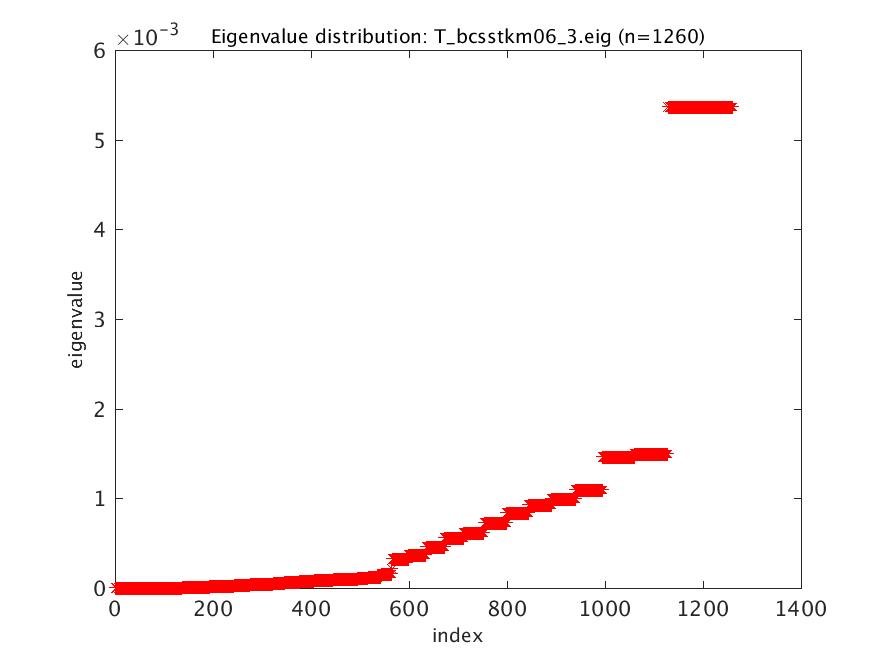 ×10⁻³
Eigenvalue distribution: T_bcsstkm06_3.eig (n=1260)
6
5
4
3
2
1
0
eigenvalue
0 200 400 600 800 1000 1200 1400
index